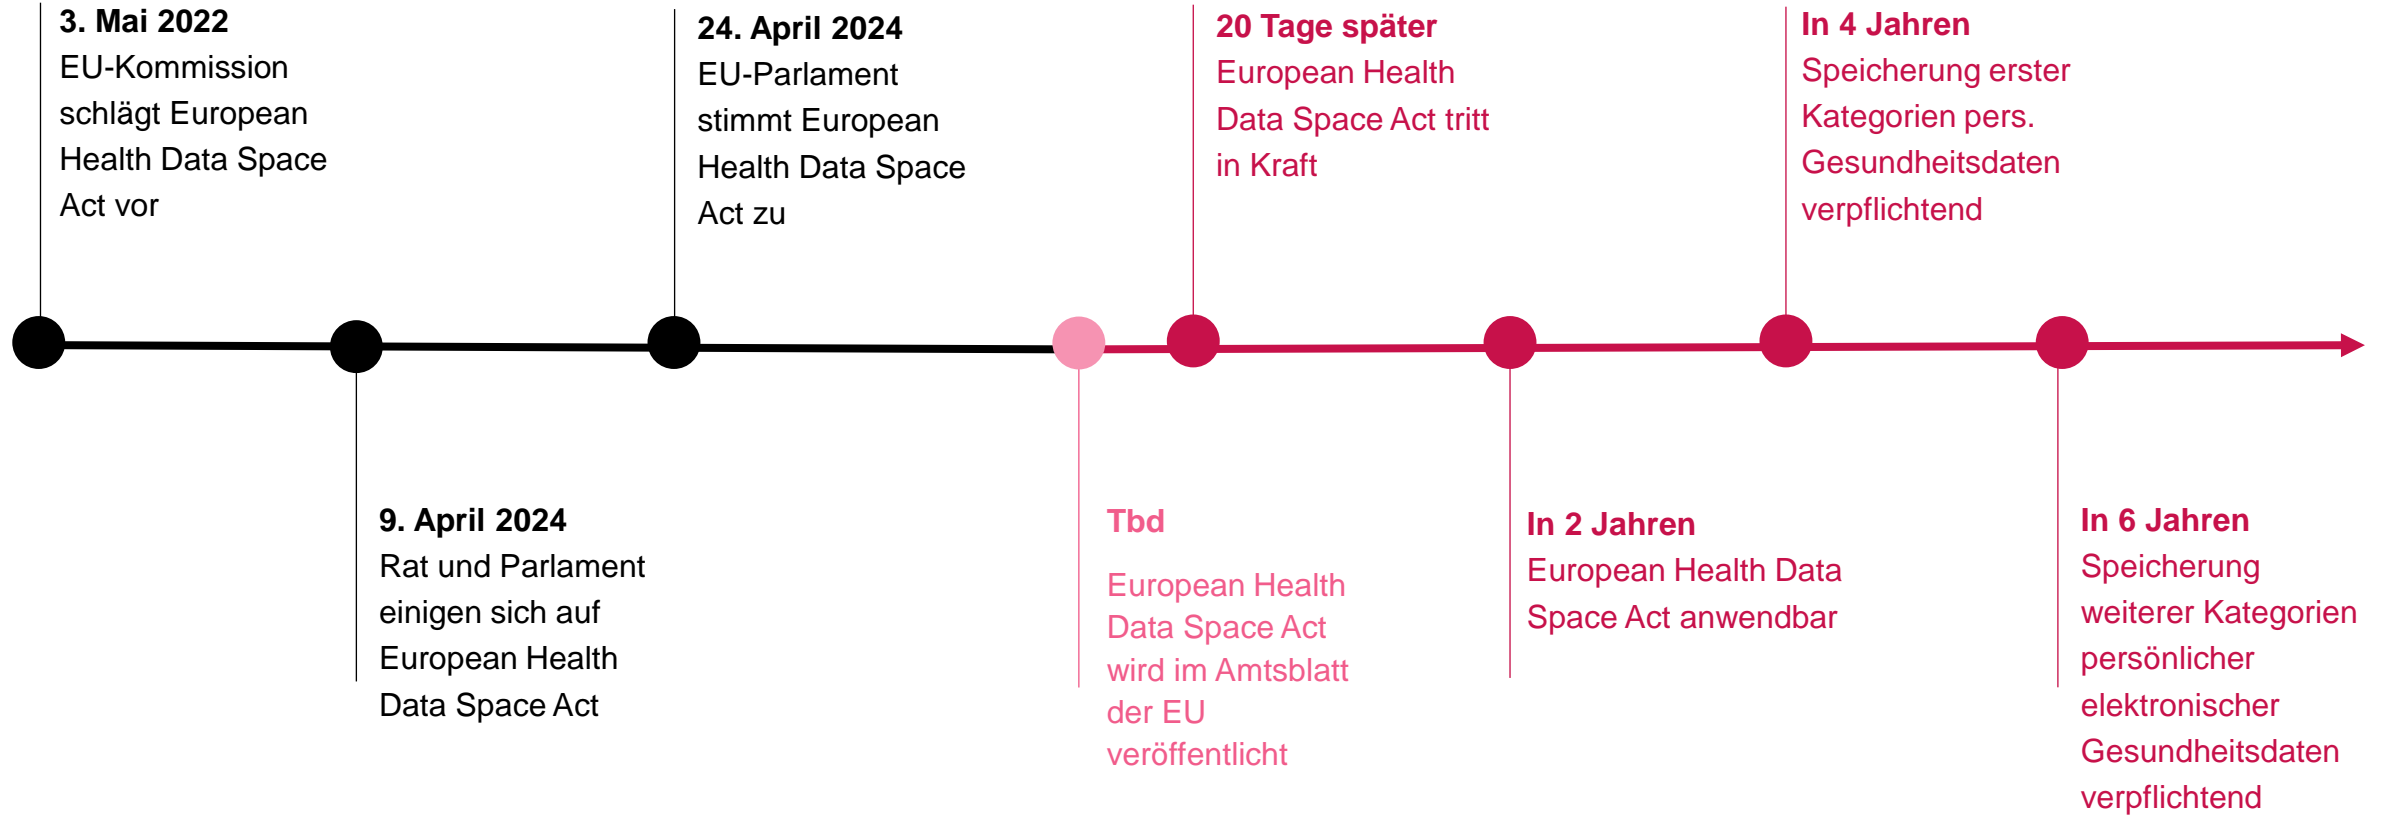 3. Mai 2022
EU-Kommission
schlägt European
Health Data Space
Act vor
24. April 2024
EU-Parlament
stimmt European
Health Data Space
Act zu
20 Tage später
European Health
Data Space Act tritt
in Kraft
In 4 Jahren
Speicherung erster
Kategorien pers.
Gesundheitsdaten
verpflichtend
9. April 2024
Rat und Parlament
einigen sich auf
European Health
Data Space Act
Tbd
European Health
Data Space Act
wird im Amtsblatt
der EU
veröffentlicht
In 2 Jahren
European Health Data
Space Act anwendbar
In 6 Jahren
Speicherung
weiterer Kategorien
persönlicher
elektronischer
Gesundheitsdaten
verpflichtend